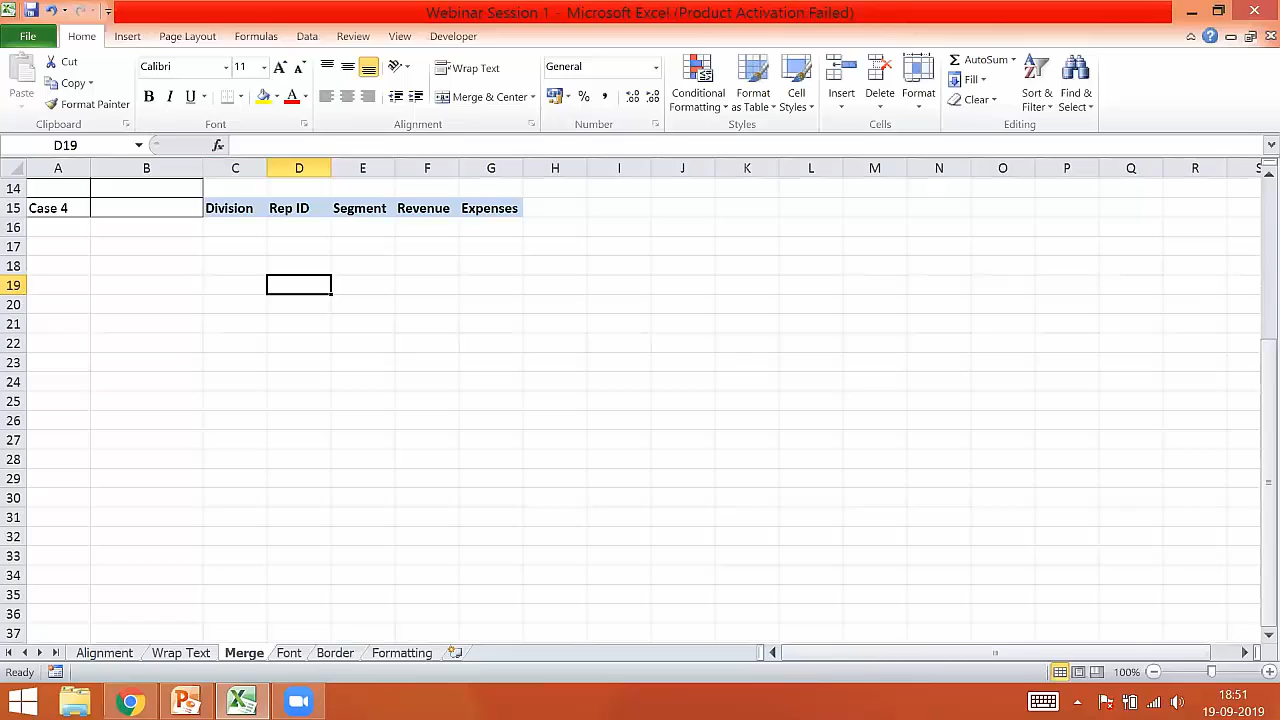 Webinar Session 1 - Microsoft Excel (Product Activation Failed)
File Home Insert Page Layout Formulas Data Review View Developer
Paste
Cut
Copy
Format Painter
Clipboard
Calibri 11
B I U A
Font
Wrap Text
Merge & Center
Alignment
General
%
Number
Conditional Formatting
Format as Table
Cell Styles
Styles
Insert
Delete
Format
Cells
Σ AutoSum
Fill
Clear
Sort & Filter
Find & Select
Editing
D19 fx
A B C D E F G H I J K L M N O P Q R S
14
15 Case 4 Division Rep ID Segment Revenue Expenses
16
17
18
19
20
21
22
23
24
25
26
27
28
29
30
31
32
33
34
35
36
37
Alignment Wrap Text Merge Font Border Formatting
Ready 100%
18:51
19-09-2019